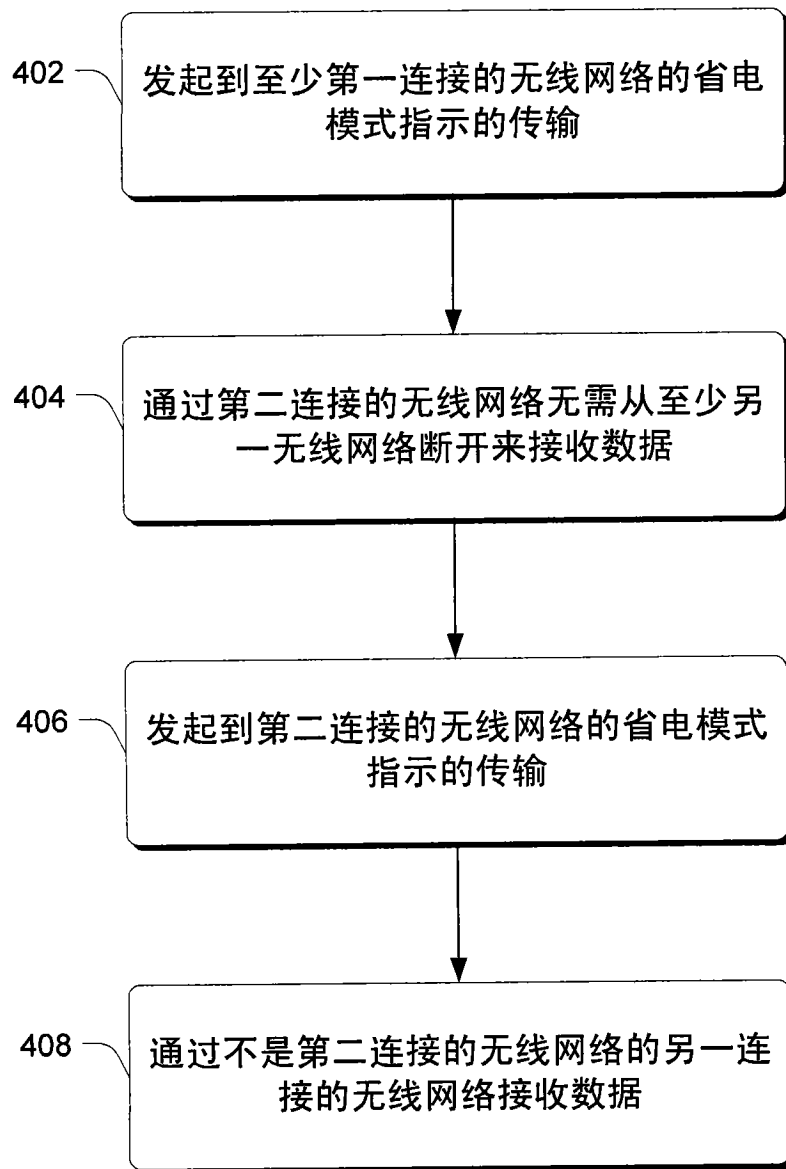 402
发起到至少第一连接的无线网络的省电
模式指示的传输
404
通过第二连接的无线网络无需从至少另
一无线网络断开来接收数据
406
发起到第二连接的无线网络的省电模式
指示的传输
408
通过不是第二连接的无线网络的另一连
接的无线网络接收数据